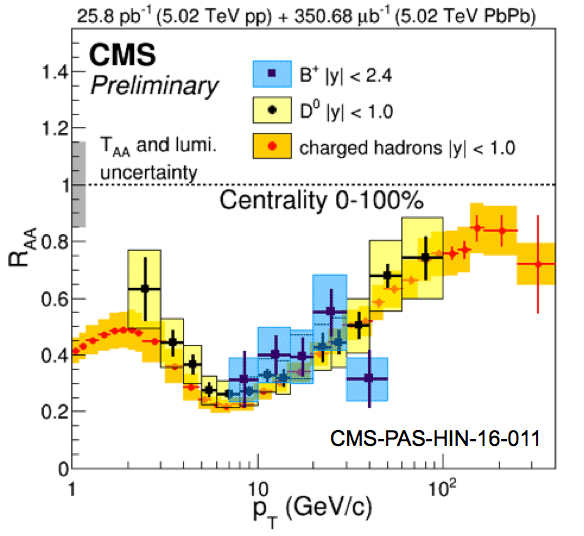 25.8 pb⁻¹ (5.02 TeV pp) + 350.68 μb⁻¹ (5.02 TeV PbPb)
CMS
Preliminary
B⁺ |y| < 2.4
D⁰ |y| < 1.0
charged hadrons |y| < 1.0
T_AA and lumi.
uncertainty
Centrality 0-100%
CMS-PAS-HIN-16-011
R_AA
1.4
1.2
1
0.8
0.6
0.4
0.2
0
1
10
10²
p_T (GeV/c)